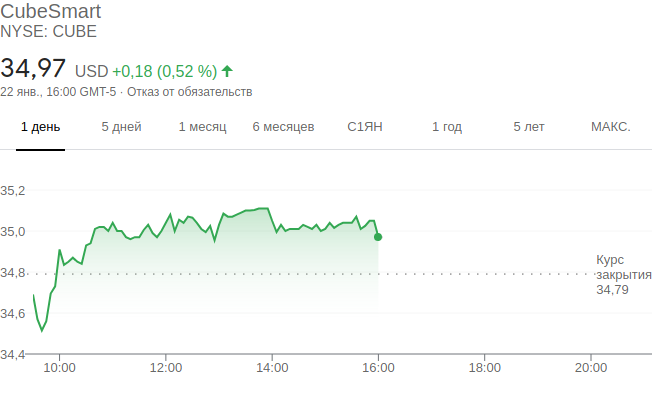 CubeSmart
NYSE: CUBE
34,97 USD +0,18 (0,52 %)
22 янв., 16:00 GMT-5 · Отказ от обязательств
1 день 5 дней 1 месяц 6 месяцев С1ЯН 1 год 5 лет МАКС.
35,2
35,0
34,8
34,6
34,4
Курс
закрытия
34,79
10:00 12:00 14:00 16:00 18:00 20:00